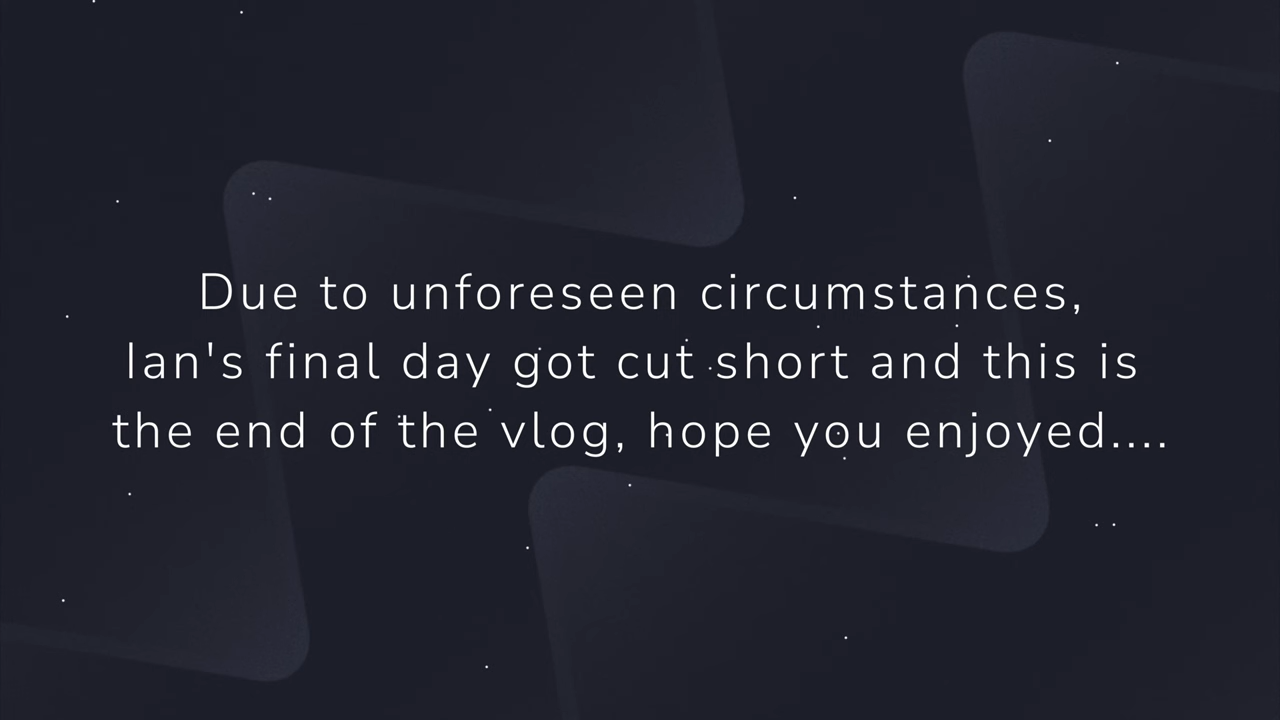 Due to unforeseen circumstances,
Ian's final day got cut short and this is
the end of the vlog, hope you enjoyed....